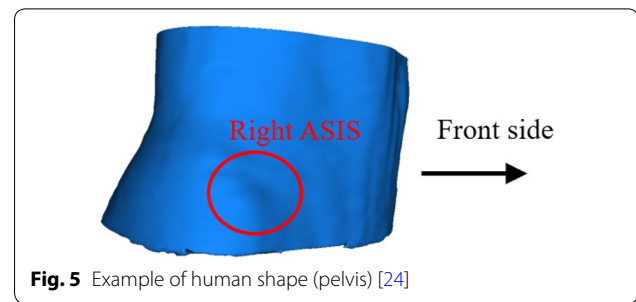 Right ASIS
Front side
Fig. 5 Example of human shape (pelvis) [24]